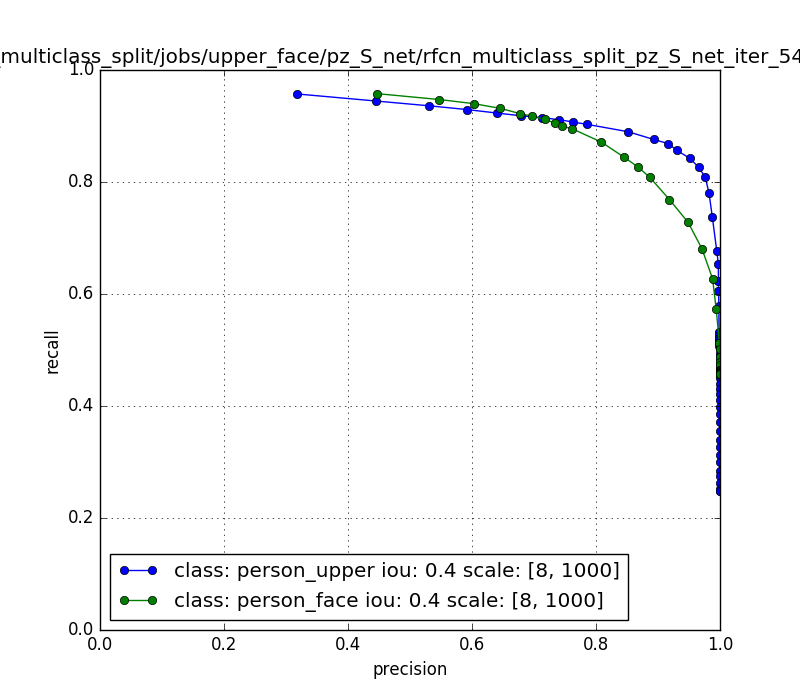 _multiclass_split/jobs/upper_face/pz_S_net/rfcn_multiclass_split_pz_S_net_iter_54
1.0
0.8
0.6
0.4
0.2
0.0
recall
class: person_upper iou: 0.4 scale: [8, 1000]
class: person_face iou: 0.4 scale: [8, 1000]
0.0 0.2 0.4 0.6 0.8 1.0
precision